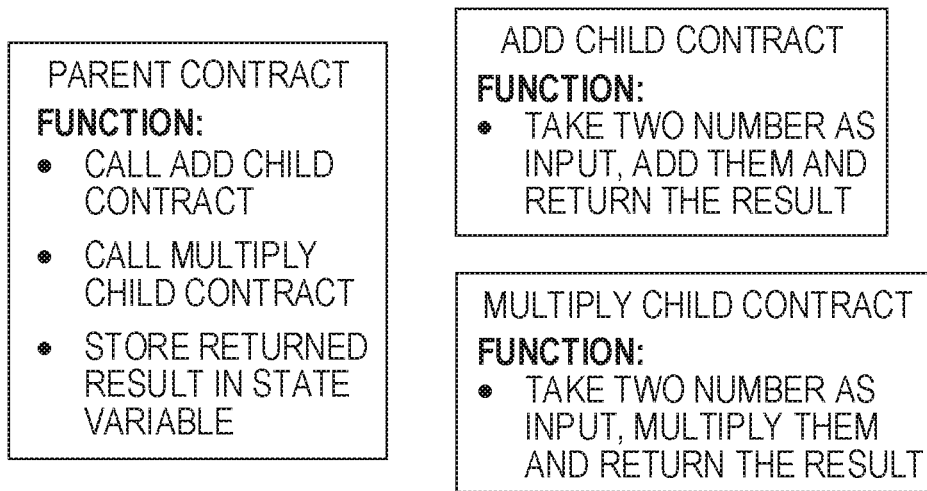 PARENT CONTRACT
FUNCTION:
• CALL ADD CHILD
CONTRACT
• CALL MULTIPLY
CHILD CONTRACT
• STORE RETURNED
RESULT IN STATE
VARIABLE
ADD CHILD CONTRACT
FUNCTION:
• TAKE TWO NUMBER AS
INPUT, ADD THEM AND
RETURN THE RESULT
MULTIPLY CHILD CONTRACT
FUNCTION:
• TAKE TWO NUMBER AS
INPUT, MULTIPLY THEM
AND RETURN THE RESULT